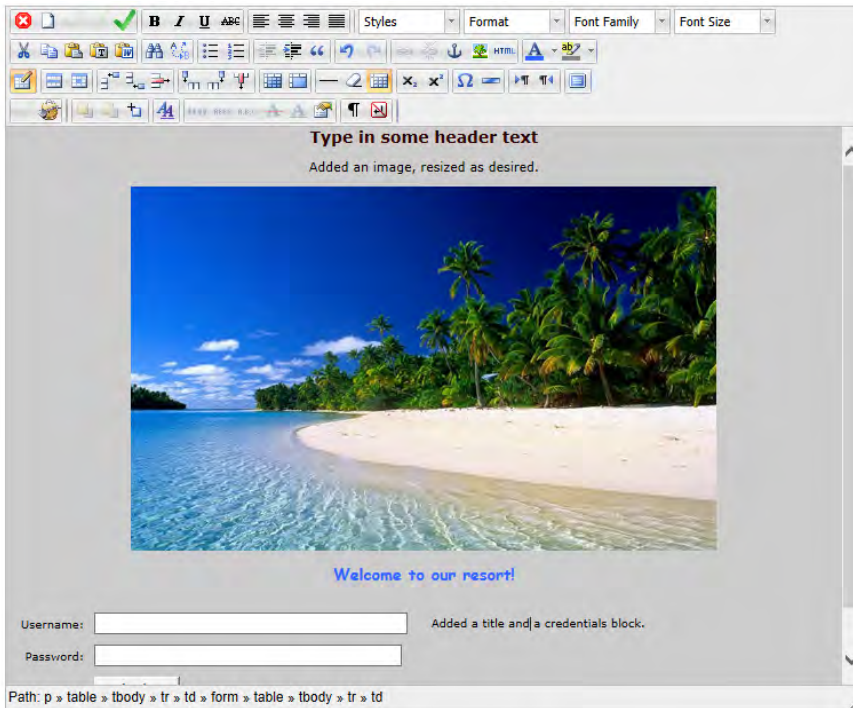 B I U ABC Styles Format Font Family Font Size
HTML A ab
Type in some header text
Added an image, resized as desired.
Welcome to our resort!
Username: Added a title and a credentials block.
Password:
Path: p » table » tbody » tr » td » form » table » tbody » tr » td